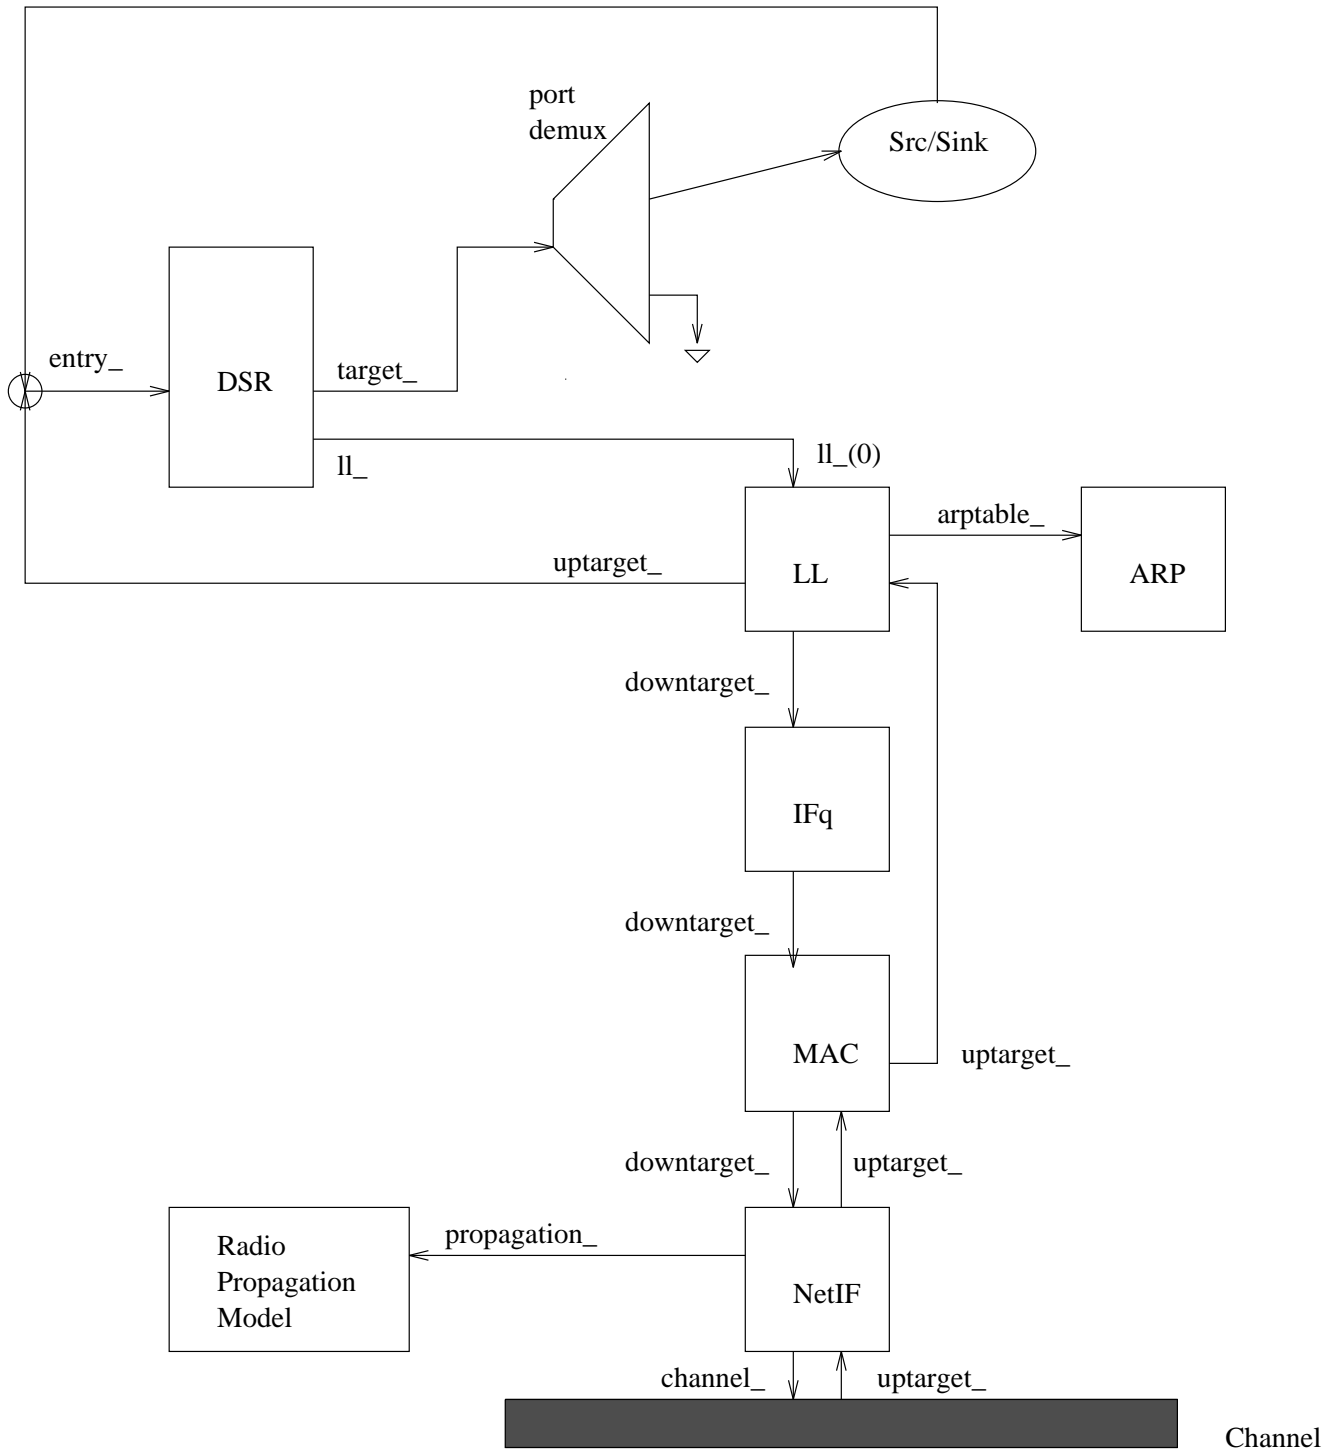 port
demux
Src/Sink
entry_
DSR
target_
ll_
ll_(0)
arptable_
uptarget_
LL
ARP
downtarget_
IFq
downtarget_
MAC
uptarget_
downtarget_
uptarget_
propagation_
Radio
Propagation
Model
NetIF
channel_
uptarget_
Channel